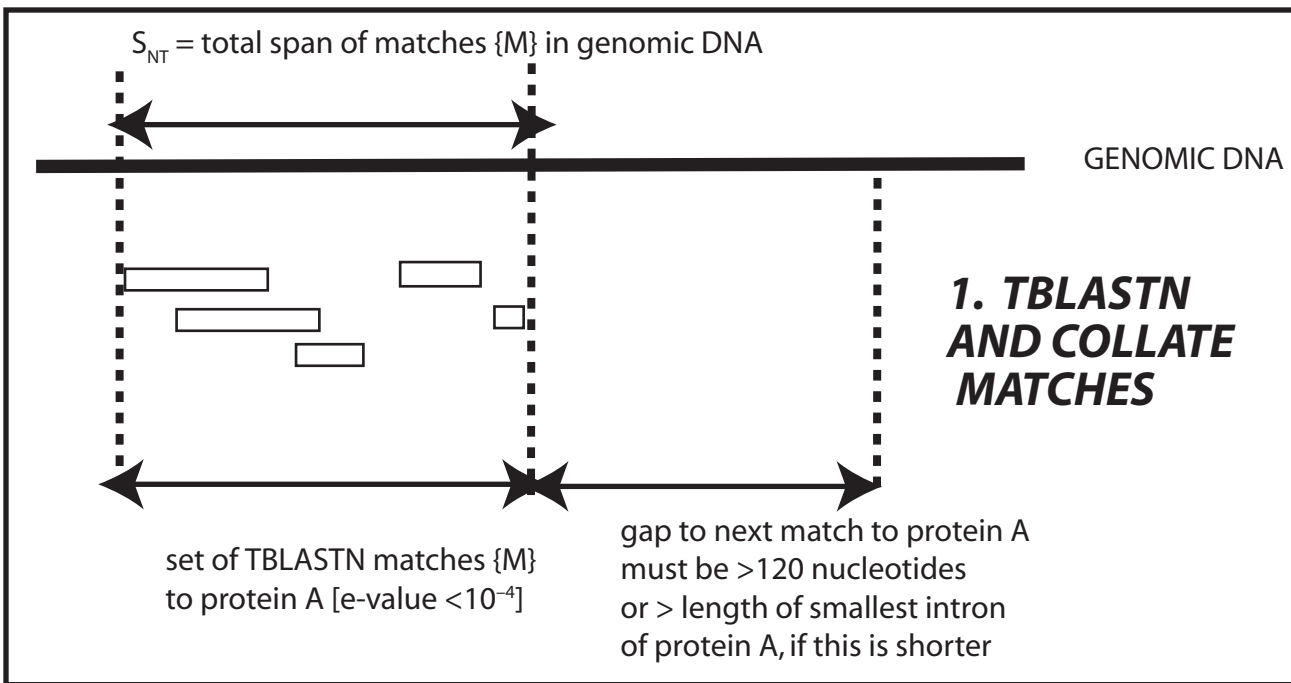 S_NT = total span of matches {M} in genomic DNA
GENOMIC DNA
1. TBLASTN
AND COLLATE
MATCHES
set of TBLASTN matches {M}
to protein A [e-value <10⁻⁴]
gap to next match to protein A
must be >120 nucleotides
or > length of smallest intron
of protein A, if this is shorter